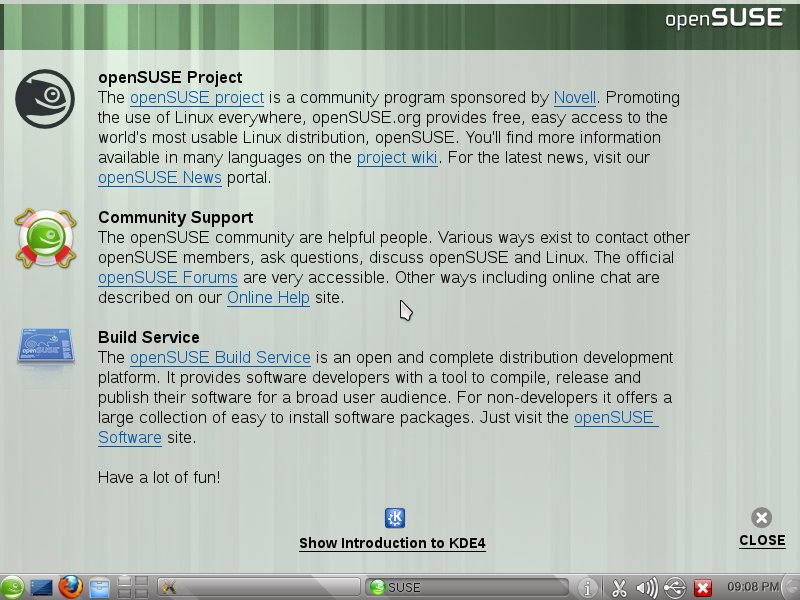 openSUSE
openSUSE Project
The openSUSE project is a community program sponsored by Novell. Promoting
the use of Linux everywhere, openSUSE.org provides free, easy access to the
world's most usable Linux distribution, openSUSE. You'll find more information
available in many languages on the project wiki. For the latest news, visit our
openSUSE News portal.
Community Support
The openSUSE community are helpful people. Various ways exist to contact other
openSUSE members, ask questions, discuss openSUSE and Linux. The official
openSUSE Forums are very accessible. Other ways including online chat are
described on our Online Help site.
Build Service
The openSUSE Build Service is an open and complete distribution development
platform. It provides software developers with a tool to compile, release and
publish their software for a broad user audience. For non-developers it offers a
large collection of easy to install software packages. Just visit the openSUSE
Software site.
openSUSE
Have a lot of fun!
Show Introduction to KDE4
CLOSE
SUSE
09:08 PM